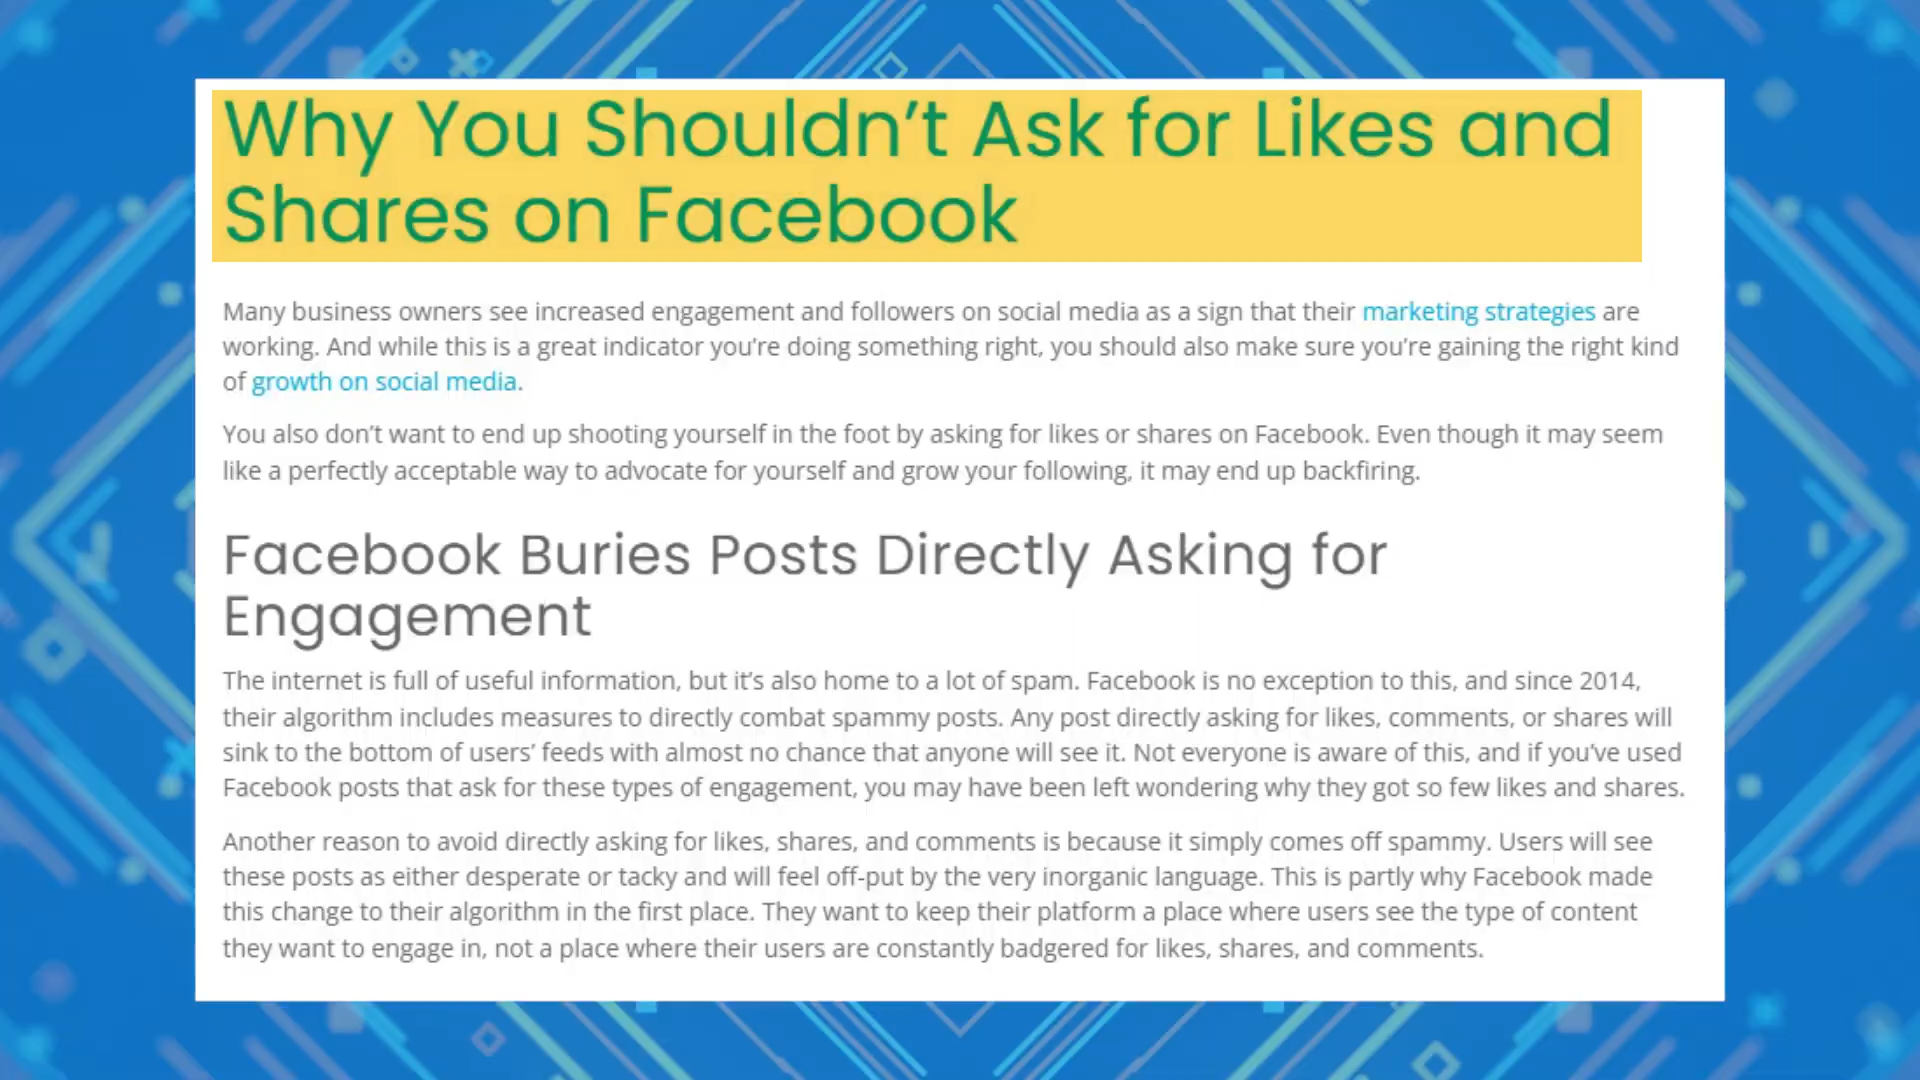 Why You Shouldn’t Ask for Likes and
Shares on Facebook
Many business owners see increased engagement and followers on social media as a sign that their marketing strategies are
working. And while this is a great indicator you’re doing something right, you should also make sure you’re gaining the right kind
of growth on social media.
You also don’t want to end up shooting yourself in the foot by asking for likes or shares on Facebook. Even though it may seem
like a perfectly acceptable way to advocate for yourself and grow your following, it may end up backfiring.
Facebook Buries Posts Directly Asking for
Engagement
The internet is full of useful information, but it’s also home to a lot of spam. Facebook is no exception to this, and since 2014,
their algorithm includes measures to directly combat spammy posts. Any post directly asking for likes, comments, or shares will
sink to the bottom of users’ feeds with almost no chance that anyone will see it. Not everyone is aware of this, and if you’ve used
Facebook posts that ask for these types of engagement, you may have been left wondering why they got so few likes and shares.
Another reason to avoid directly asking for likes, shares, and comments is because it simply comes off spammy. Users will see
these posts as either desperate or tacky and will feel off-put by the very inorganic language. This is partly why Facebook made
this change to their algorithm in the first place. They want to keep their platform a place where users see the type of content
they want to engage in, not a place where their users are constantly badgered for likes, shares, and comments.